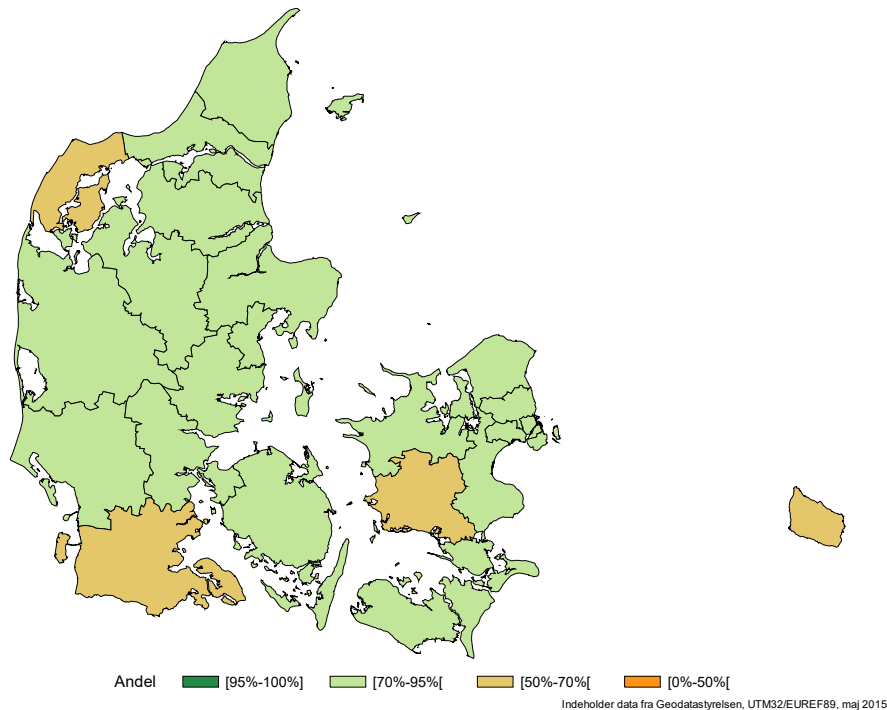 Andel [95%-100%] [70%-95%[ [50%-70%[ [0%-50%[
Indeholder data fra Geodatastyrelsen, UTM32/EUREF89, maj 2015